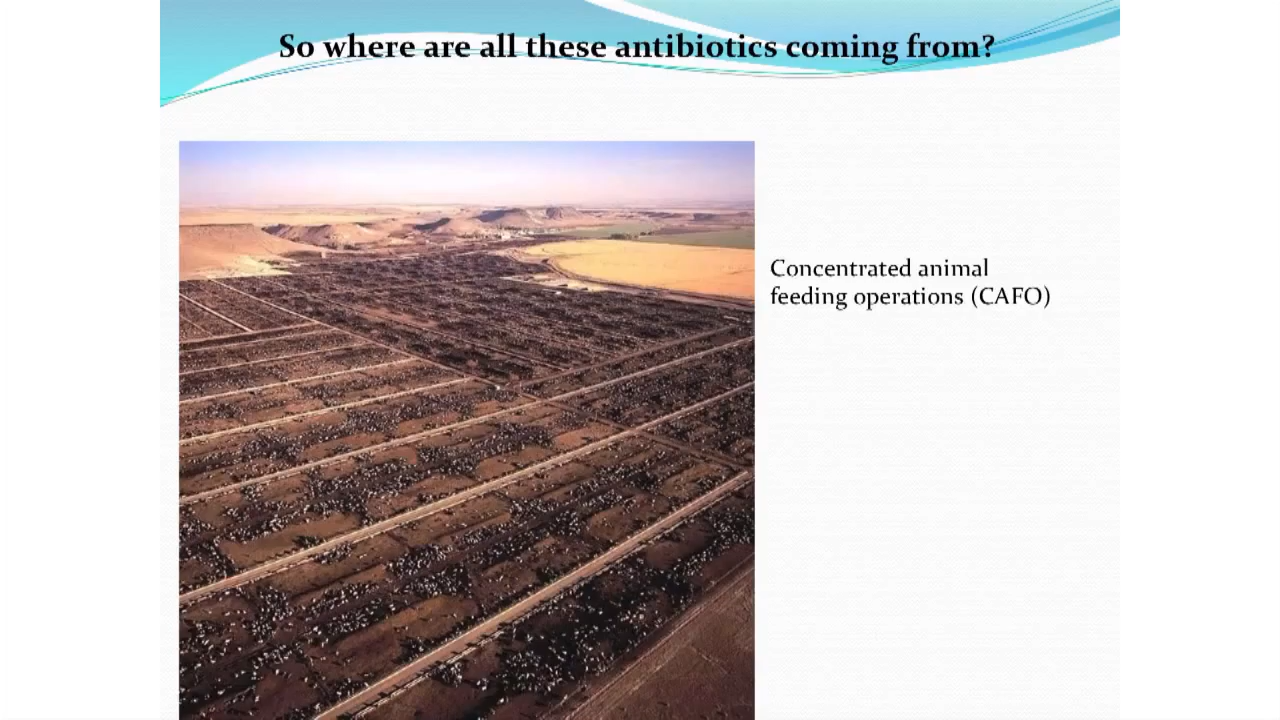 So where are all these antibiotics coming from?
Concentrated animal
feeding operations (CAFO)